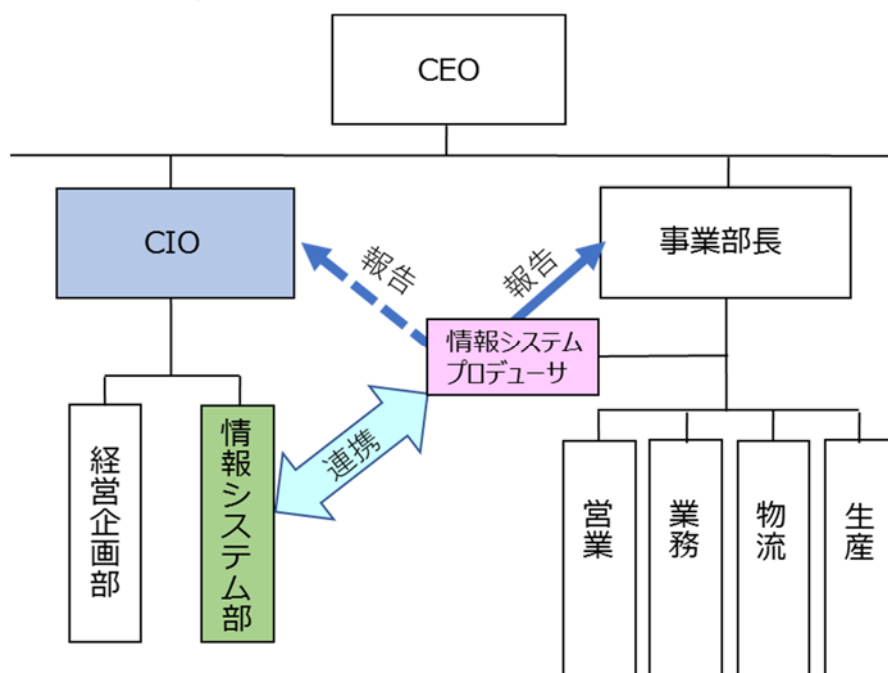 CEO
CIO
事業部長
報告
報告
情報システム
プロデューサ
連携
経営企画部
情報システム部
営業
業務
物流
生産